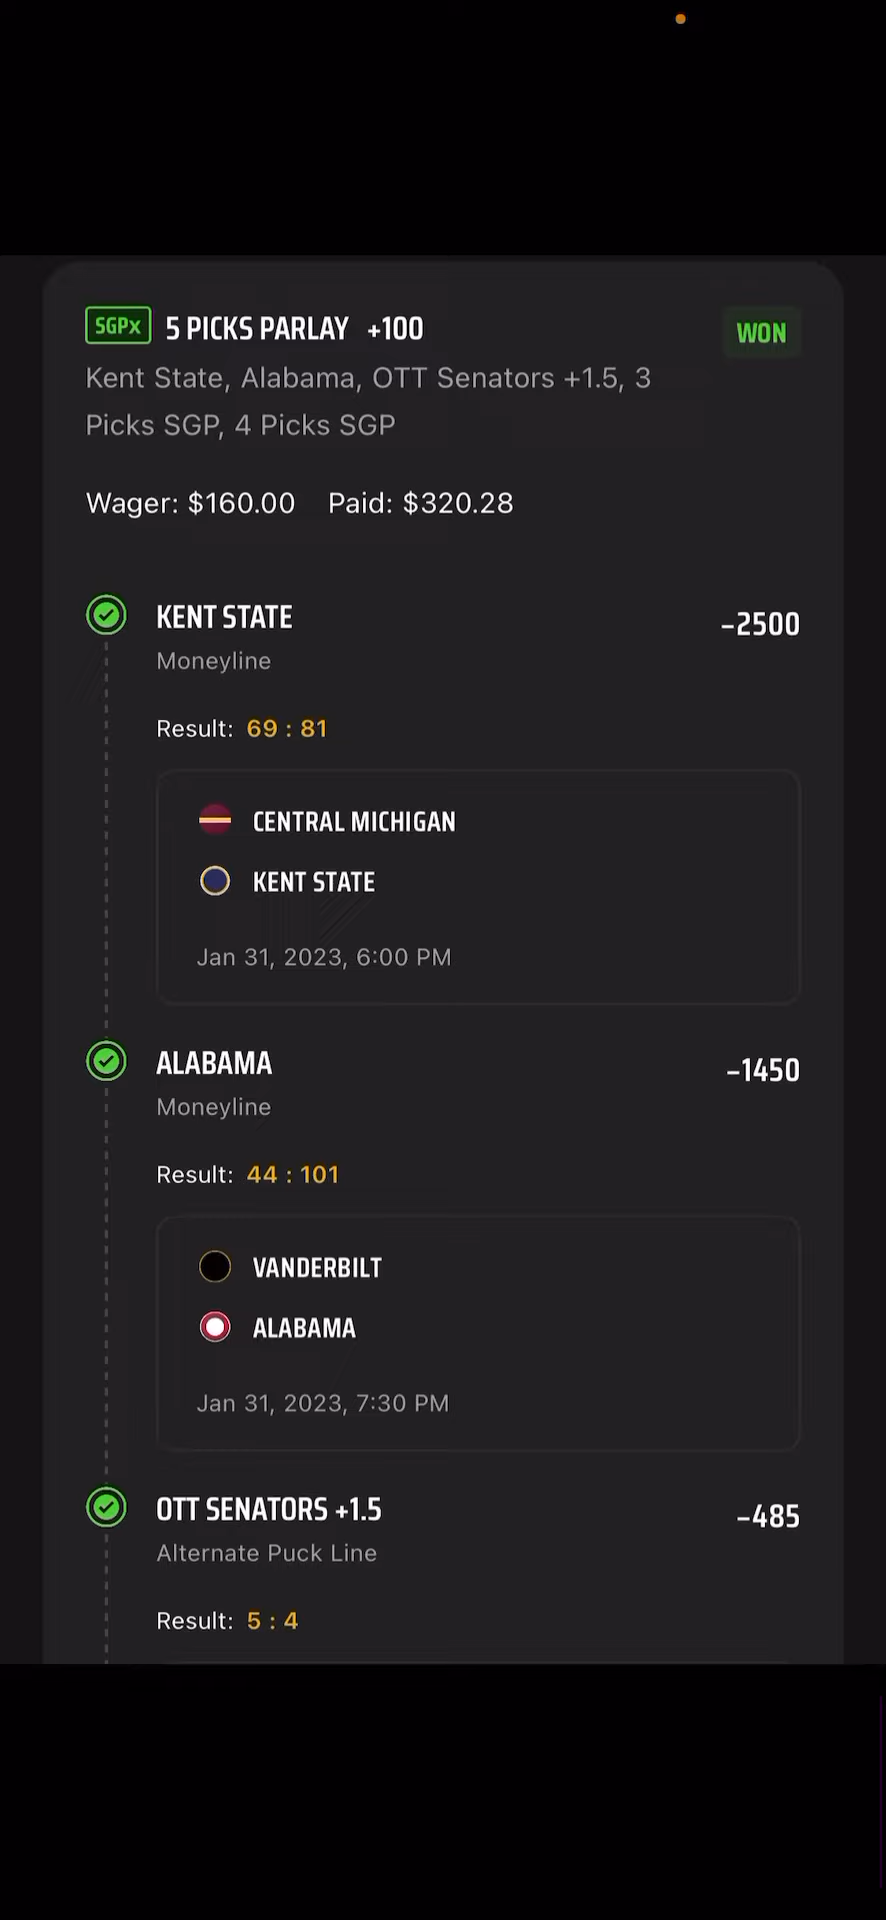 SGPx 5 PICKS PARLAY +100 WON
Kent State, Alabama, OTT Senators +1.5, 3
Picks SGP, 4 Picks SGP
Wager: $160.00 Paid: $320.28
KENT STATE −2500
Moneyline
Result: 69 : 81
CENTRAL MICHIGAN
KENT STATE
Jan 31, 2023, 6:00 PM
ALABAMA −1450
Moneyline
Result: 44 : 101
VANDERBILT
ALABAMA
Jan 31, 2023, 7:30 PM
OTT SENATORS +1.5 −485
Alternate Puck Line
Result: 5 : 4